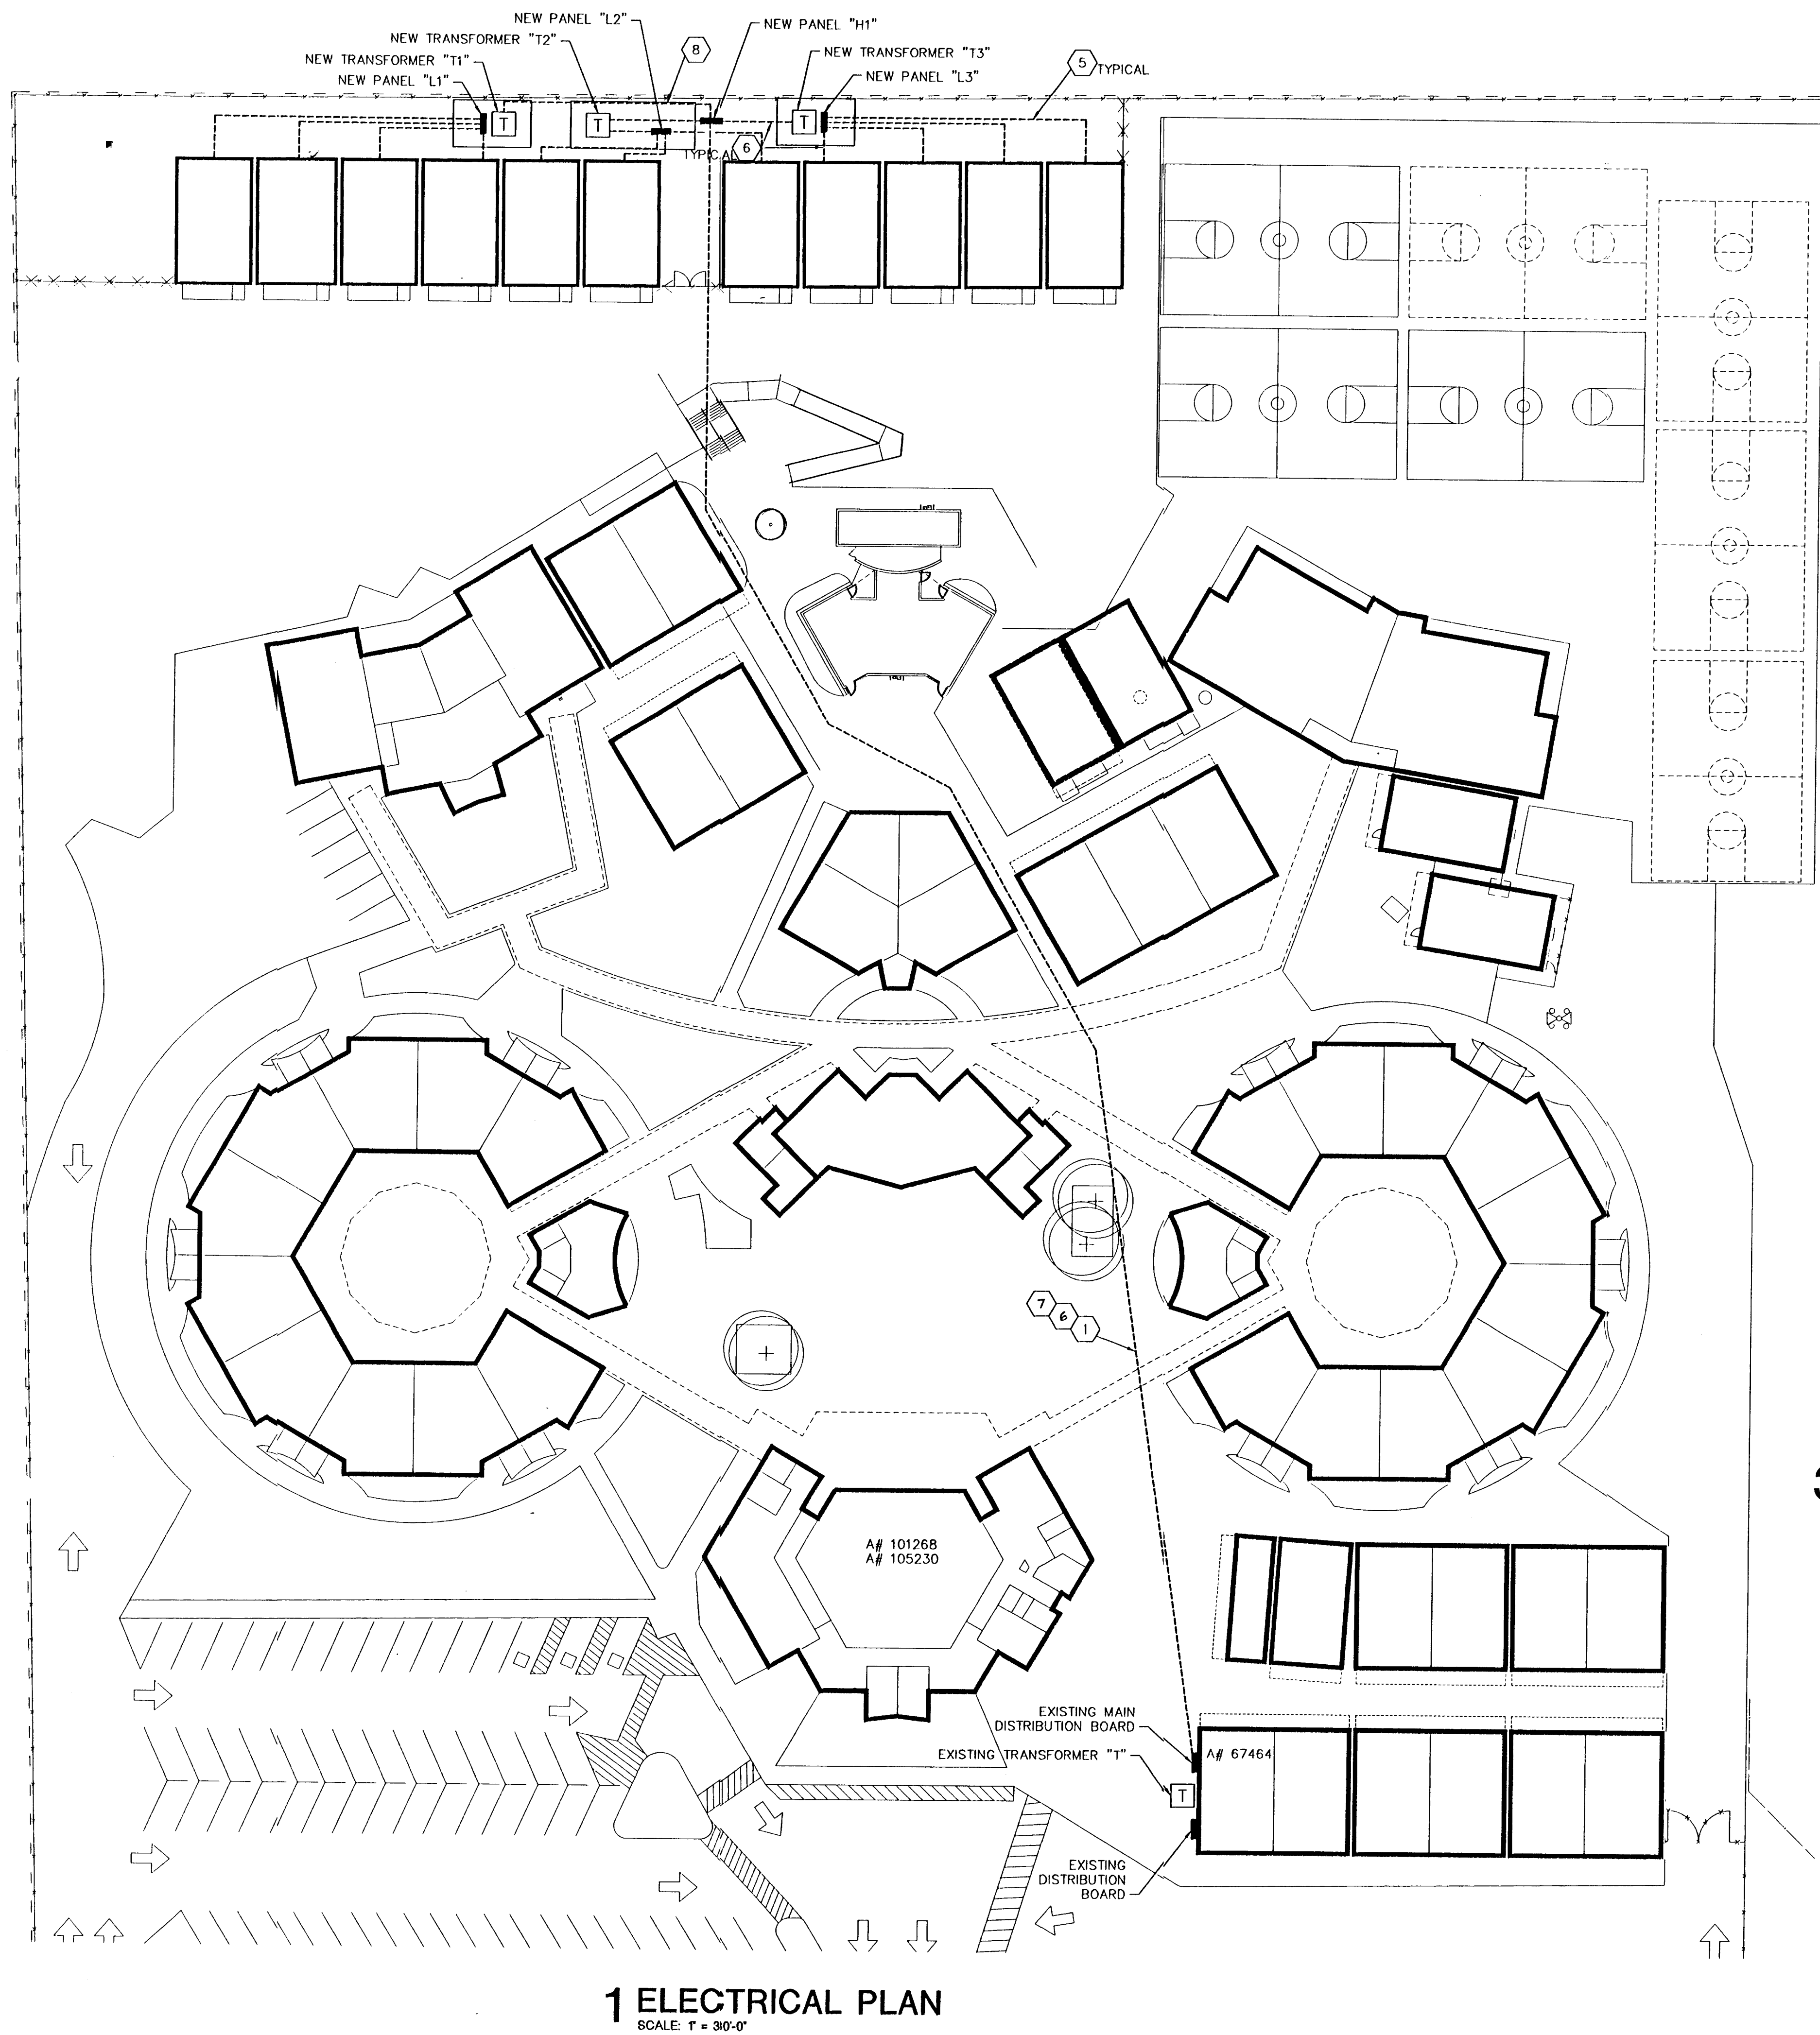 NEW PANEL "L2"
NEW PANEL "H1"
NEW TRANSFORMER "T2"
8
NEW TRANSFORMER "T3"
NEW TRANSFORMER "T1"
5
TYPICAL
NEW PANEL "L1"
NEW PANEL "L3"
T
T
T
TYPICAL
6
7
6
1
A# 101268
A# 105230
EXISTING MAIN
DISTRIBUTION BOARD
A# 67464
EXISTING TRANSFORMER "T"
T
EXISTING
DISTRIBUTION
BOARD
1 ELECTRICAL PLAN
SCALE: 1" = 30'-0"